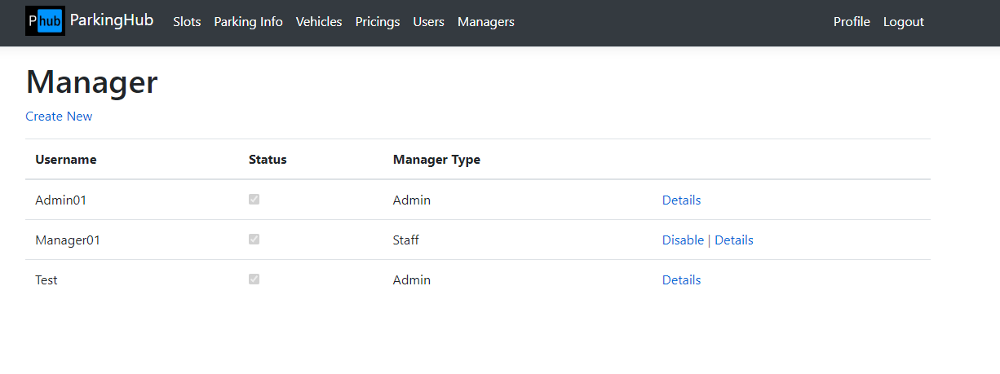 Phub ParkingHub Slots Parking Info Vehicles Pricings Users Managers Profile Logout
Manager
Create New
Username Status Manager Type
Admin01 Admin Details
Manager01 Staff Disable | Details
Test Admin Details